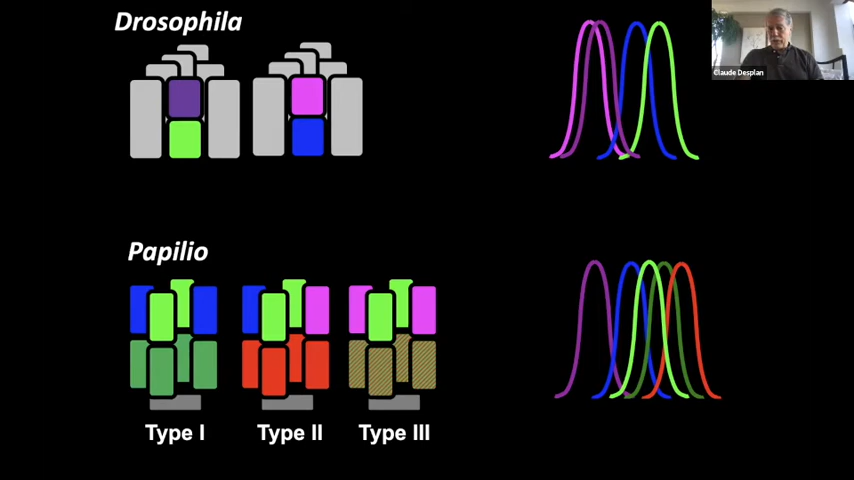 Drosophila
Claude Desplan
Papilio
Type I
Type II
Type III